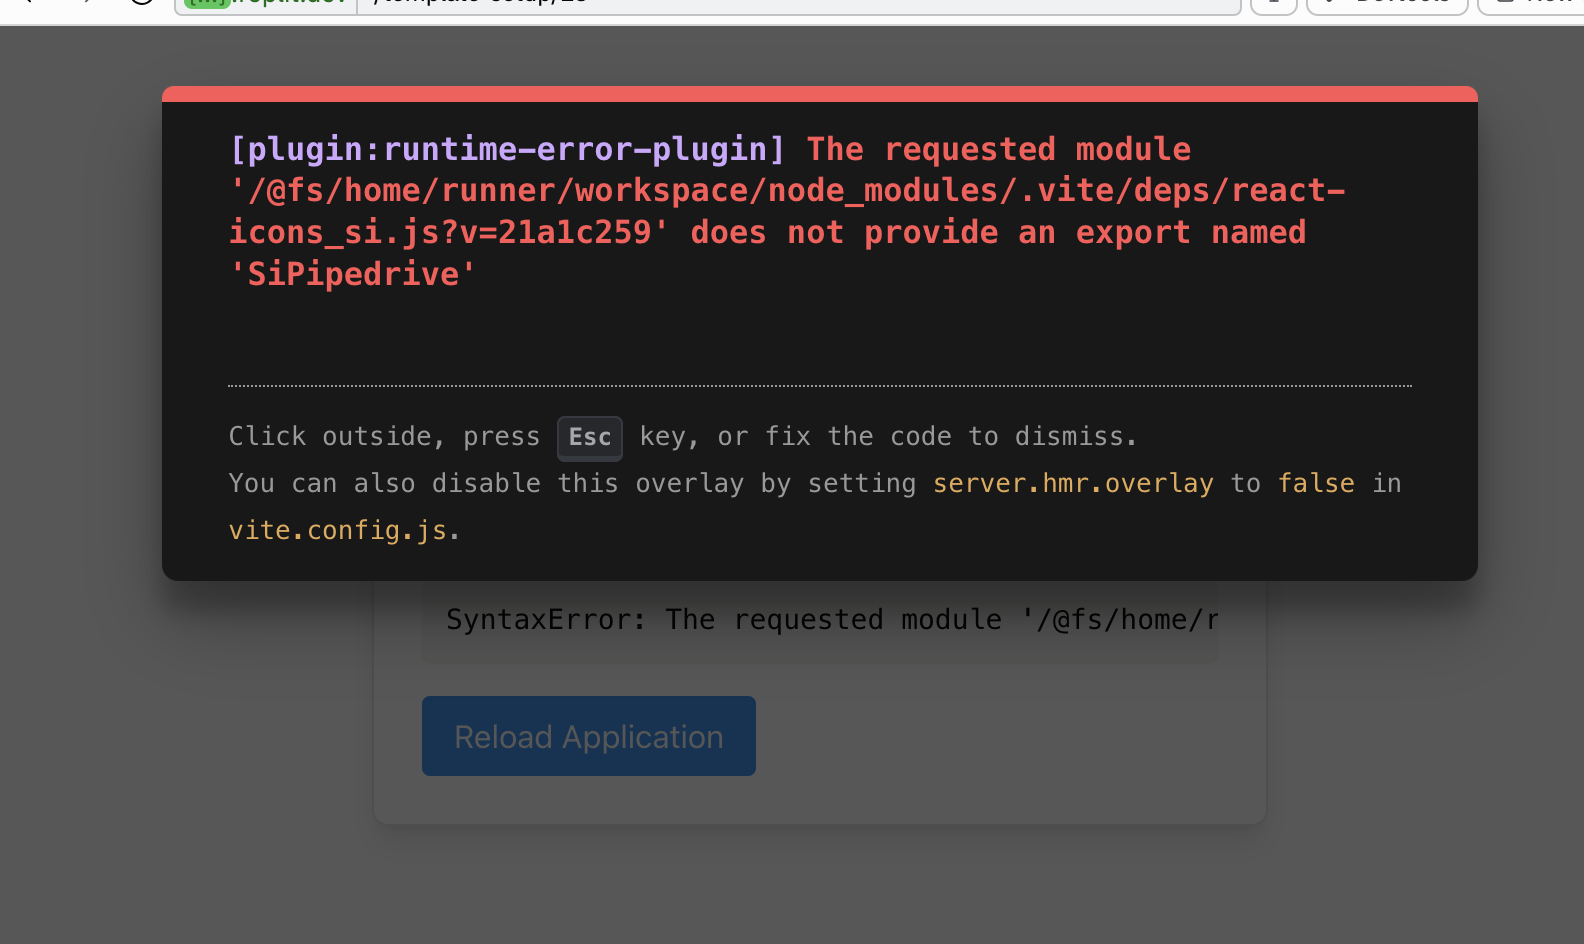 [plugin:runtime-error-plugin] The requested module
'/@fs/home/runner/workspace/node_modules/.vite/deps/react-
icons_si.js?v=21a1c259' does not provide an export named
'SiPipedrive'
Click outside, press Esc key, or fix the code to dismiss.
You can also disable this overlay by setting server.hmr.overlay to false in
vite.config.js.
SyntaxError: The requested module '/@fs/home/r
Reload Application